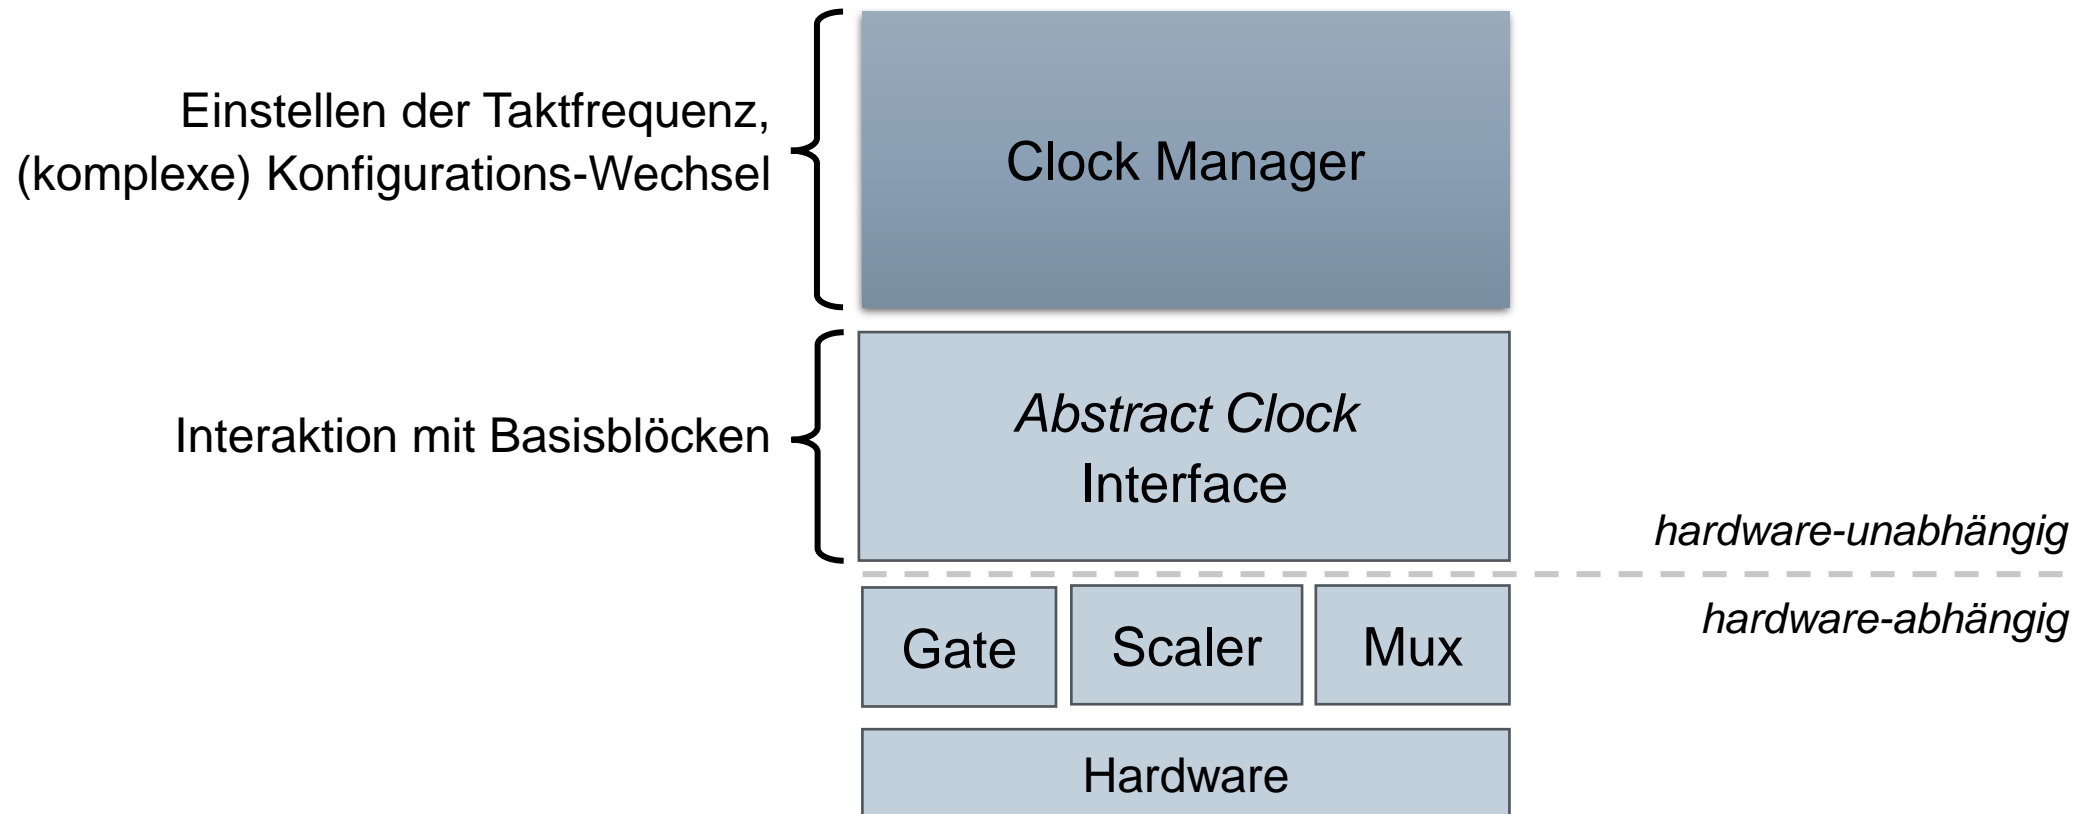 Einstellen der Taktfrequenz,
(komplexe) Konfigurations-Wechsel
Clock Manager
Interaktion mit Basisblöcken
Abstract Clock
Interface
hardware-unabhängig
hardware-abhängig
Gate
Scaler
Mux
Hardware